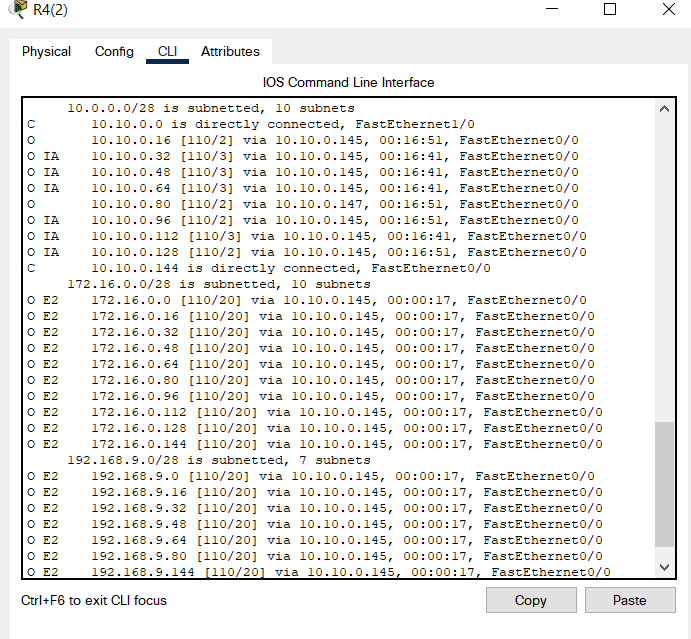 R4(2)
Physical Config CLI Attributes
IOS Command Line Interface
10.0.0.0/28 is subnetted, 10 subnets
C 10.10.0.0 is directly connected, FastEthernet1/0
O 10.10.0.16 [110/2] via 10.10.0.145, 00:16:51, FastEthernet0/0
O IA 10.10.0.32 [110/3] via 10.10.0.145, 00:16:41, FastEthernet0/0
O IA 10.10.0.48 [110/3] via 10.10.0.145, 00:16:41, FastEthernet0/0
O IA 10.10.0.64 [110/3] via 10.10.0.145, 00:16:41, FastEthernet0/0
O 10.10.0.80 [110/2] via 10.10.0.147, 00:16:51, FastEthernet0/0
O IA 10.10.0.96 [110/2] via 10.10.0.145, 00:16:51, FastEthernet0/0
O IA 10.10.0.112 [110/3] via 10.10.0.145, 00:16:41, FastEthernet0/0
O IA 10.10.0.128 [110/2] via 10.10.0.145, 00:16:51, FastEthernet0/0
C 10.10.0.144 is directly connected, FastEthernet0/0
172.16.0.0/28 is subnetted, 10 subnets
O E2 172.16.0.0 [110/20] via 10.10.0.145, 00:00:17, FastEthernet0/0
O E2 172.16.0.16 [110/20] via 10.10.0.145, 00:00:17, FastEthernet0/0
O E2 172.16.0.32 [110/20] via 10.10.0.145, 00:00:17, FastEthernet0/0
O E2 172.16.0.48 [110/20] via 10.10.0.145, 00:00:17, FastEthernet0/0
O E2 172.16.0.64 [110/20] via 10.10.0.145, 00:00:17, FastEthernet0/0
O E2 172.16.0.80 [110/20] via 10.10.0.145, 00:00:17, FastEthernet0/0
O E2 172.16.0.96 [110/20] via 10.10.0.145, 00:00:17, FastEthernet0/0
O E2 172.16.0.112 [110/20] via 10.10.0.145, 00:00:17, FastEthernet0/0
O E2 172.16.0.128 [110/20] via 10.10.0.145, 00:00:17, FastEthernet0/0
O E2 172.16.0.144 [110/20] via 10.10.0.145, 00:00:17, FastEthernet0/0
192.168.9.0/28 is subnetted, 7 subnets
O E2 192.168.9.0 [110/20] via 10.10.0.145, 00:00:17, FastEthernet0/0
O E2 192.168.9.16 [110/20] via 10.10.0.145, 00:00:17, FastEthernet0/0
O E2 192.168.9.32 [110/20] via 10.10.0.145, 00:00:17, FastEthernet0/0
O E2 192.168.9.48 [110/20] via 10.10.0.145, 00:00:17, FastEthernet0/0
O E2 192.168.9.64 [110/20] via 10.10.0.145, 00:00:17, FastEthernet0/0
O E2 192.168.9.80 [110/20] via 10.10.0.145, 00:00:17, FastEthernet0/0
O E2 192.168.9.144 [110/20] via 10.10.0.145, 00:00:17, FastEthernet0/0
Ctrl+F6 to exit CLI focus Copy Paste